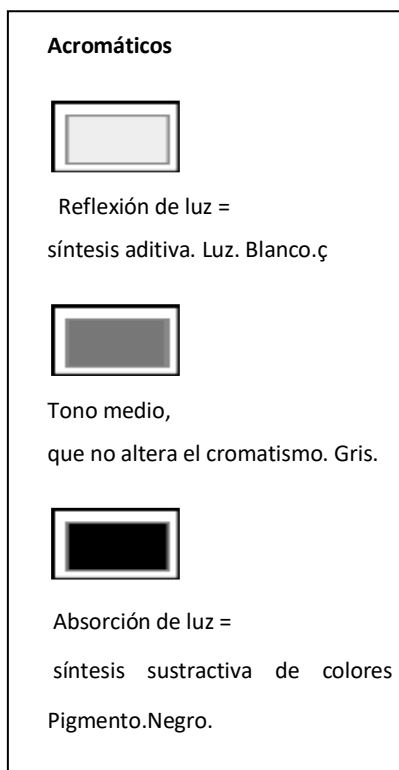 Acromáticos
Reflexión de luz =
síntesis aditiva. Luz. Blanco.ç
Tono medio,
que no altera el cromatismo. Gris.
Absorción de luz =
síntesis sustractiva de colores
Pigmento.Negro.